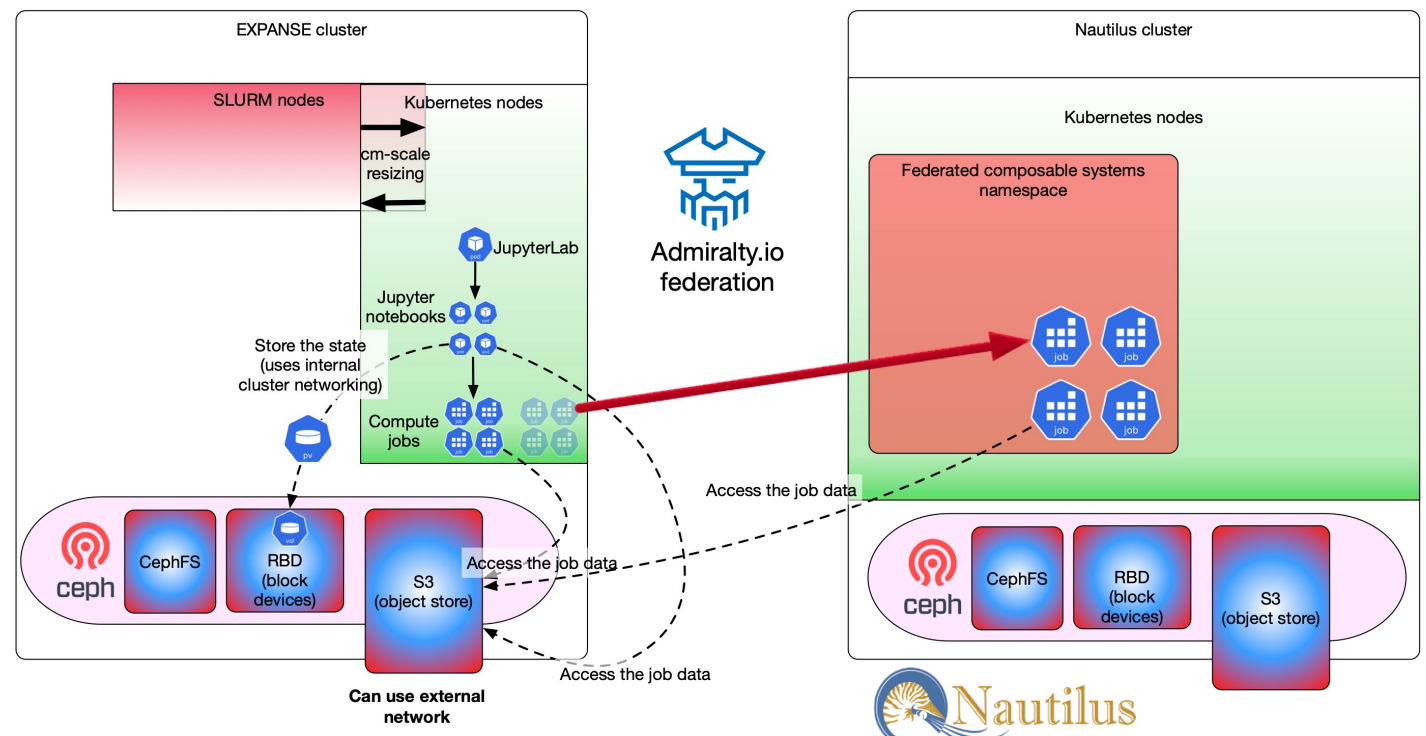 EXPANSE cluster
SLURM nodes
Kubernetes nodes
cm-scale
resizing
JupyterLab
pod
Jupyter
notebooks
Store the state
(uses internal
cluster networking)
Compute
jobs
pv
ceph
CephFS
vol
RBD
(block
devices)
S3
(object store)
Access the job data
Access the job data
Access the job data
Can use external
network
Admiralty.io
federation
Nautilus cluster
Kubernetes nodes
Federated composable systems
namespace
job
job
job
job
ceph
CephFS
RBD
(block
devices)
S3
(object store)
Nautilus